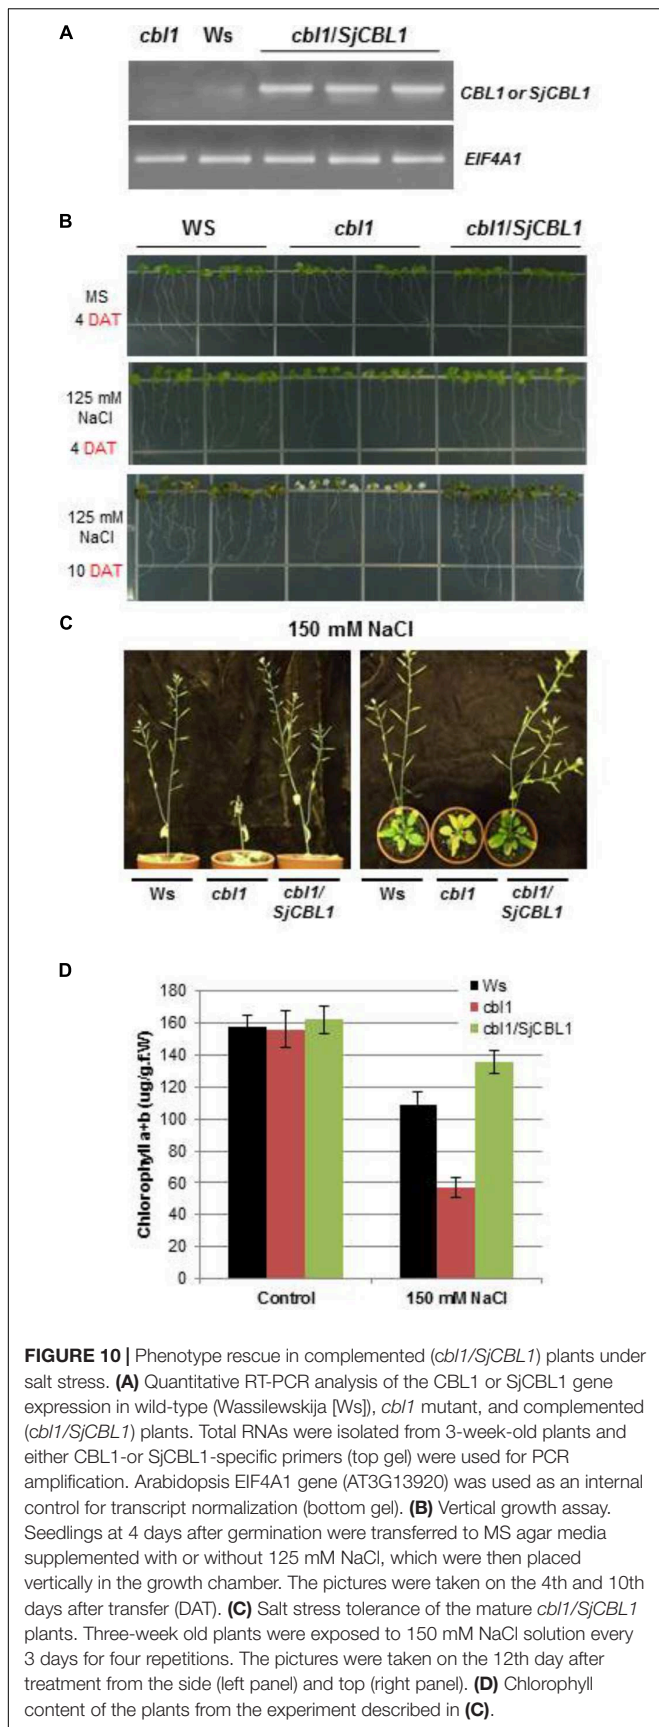 A
cbl1 Ws cbl1/SjCBL1
CBL1 or SjCBL1
EIF4A1
B
WS cbl1 cbl1/SjCBL1
MS
4 DAT
125 mM
NaCl
4 DAT
125 mM
NaCl
10 DAT
C
150 mM NaCl
Ws cbl1 cbl1/
SjCBL1
Ws cbl1 cbl1/
SjCBL1
D
Chlorophyll a+b (ug/g.f.W)
180
160
140
120
100
80
60
40
20
0
Ws
cbl1
cbl1/SjCBL1
Control 150 mM NaCl
FIGURE 10 | Phenotype rescue in complemented (cbl1/SjCBL1) plants under
salt stress. (A) Quantitative RT-PCR analysis of the CBL1 or SjCBL1 gene
expression in wild-type (Wassilewskija [Ws]), cbl1 mutant, and complemented
(cbl1/SjCBL1) plants. Total RNAs were isolated from 3-week-old plants and
either CBL1-or SjCBL1-specific primers (top gel) were used for PCR
amplification. Arabidopsis EIF4A1 gene (AT3G13920) was used as an internal
control for transcript normalization (bottom gel). (B) Vertical growth assay.
Seedlings at 4 days after germination were transferred to MS agar media
supplemented with or without 125 mM NaCl, which were then placed
vertically in the growth chamber. The pictures were taken on the 4th and 10th
days after transfer (DAT). (C) Salt stress tolerance of the mature cbl1/SjCBL1
plants. Three-week old plants were exposed to 150 mM NaCl solution every
3 days for four repetitions. The pictures were taken on the 12th day after
treatment from the side (left panel) and top (right panel). (D) Chlorophyll
content of the plants from the experiment described in (C).